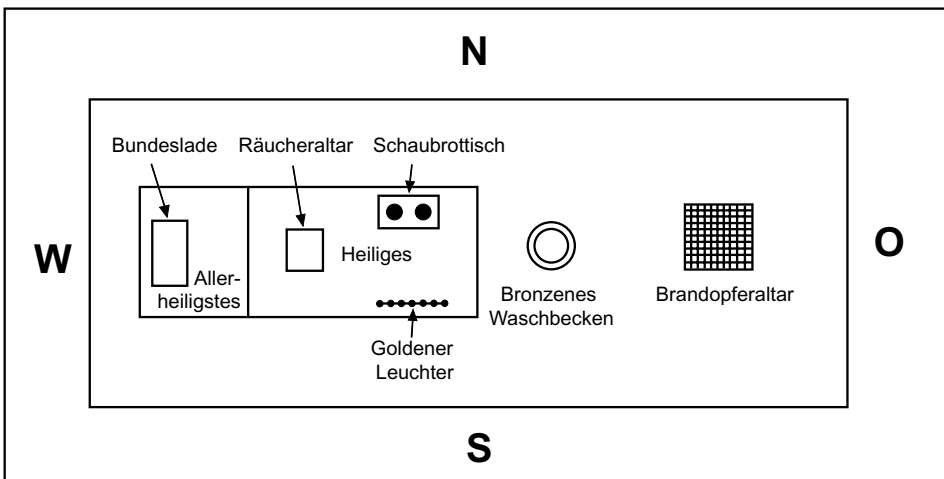 N
Bundeslade
Räucheraltar
Schaubrottisch
W
Aller-
heiligstes
Heiliges
O
Bronzenes
Waschbecken
Brandopferaltar
Goldener
Leuchter
S